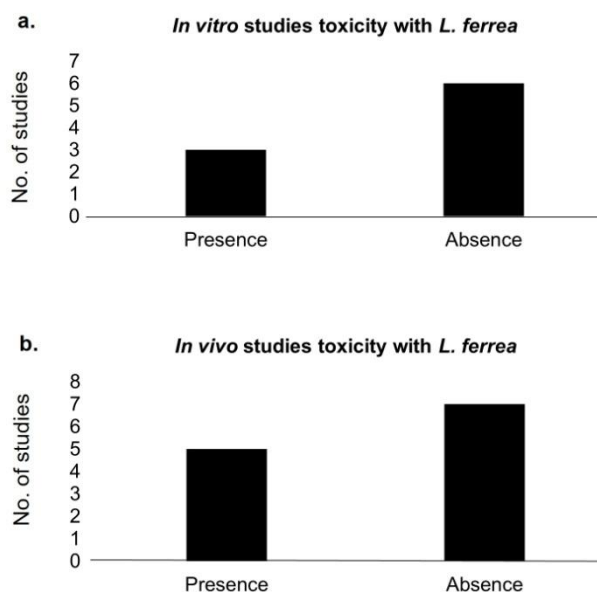 a.
In vitro studies toxicity with L. ferrea
No. of studies
7
6
5
4
3
2
1
0
Presence Absence
b.
In vivo studies toxicity with L. ferrea
No. of studies
8
7
6
5
4
3
2
1
0
Presence Absence